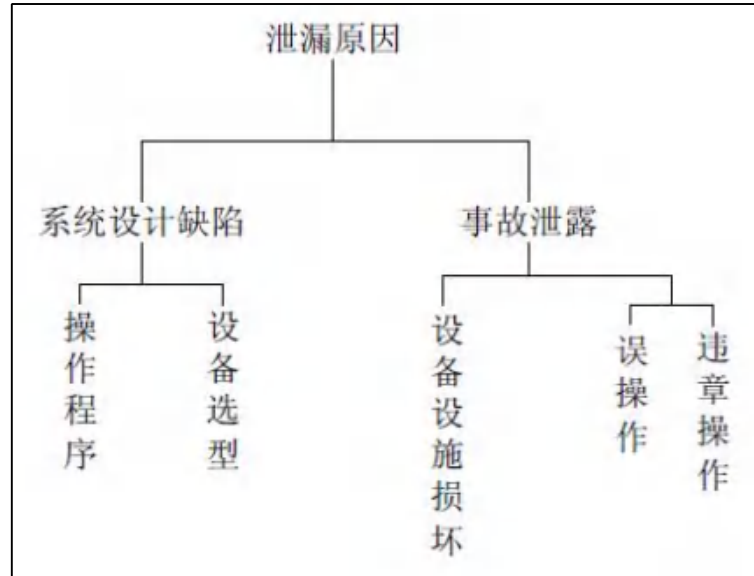 泄漏原因
系统设计缺陷
事故泄露
操作程序
设备选型
设备设施损坏
误操作
违章操作